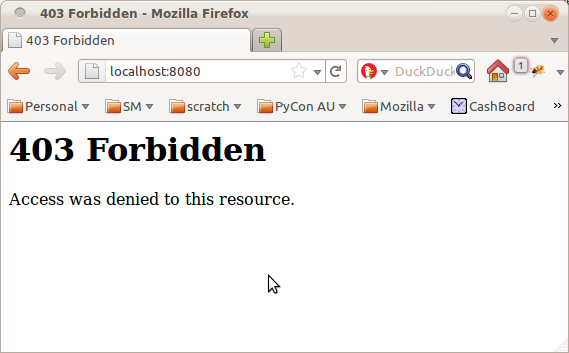 403 Forbidden - Mozilla Firefox
403 Forbidden
localhost:8080 DuckDuck 1
Personal SM scratch PyCon AU Mozilla CashBoard »
403 Forbidden
Access was denied to this resource.